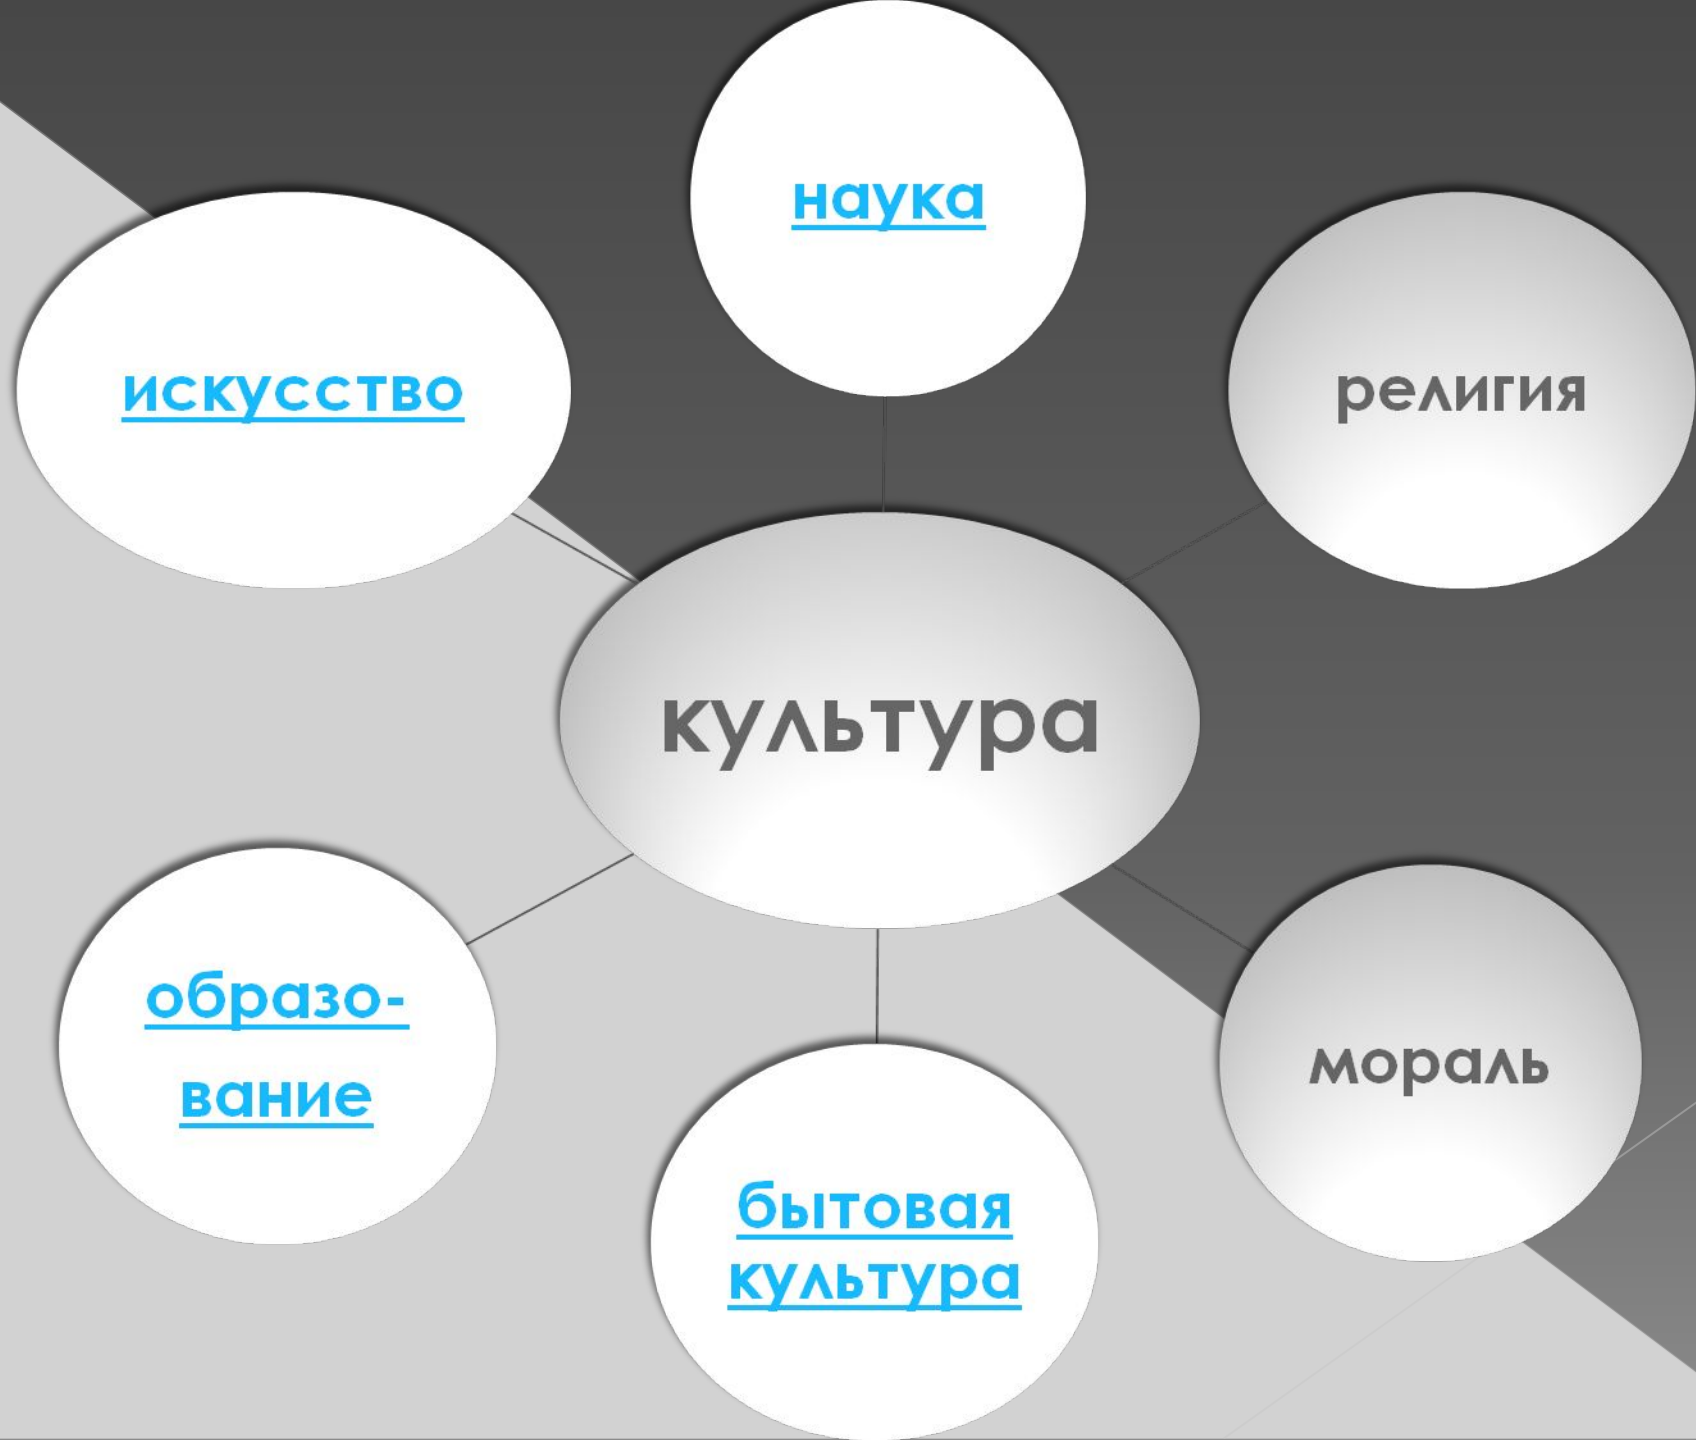 наука
искусство
религия
культура
образо-
вание
мораль
бытовая
культура